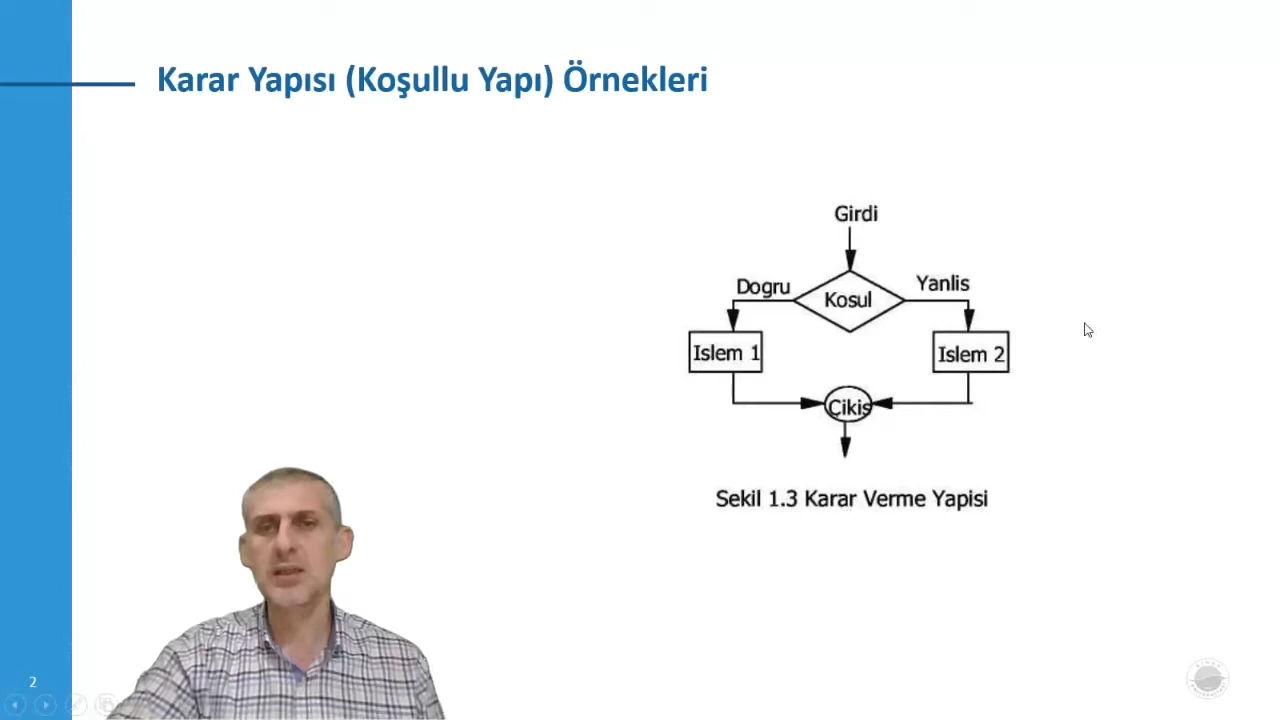 Karar Yapısı (Koşullu Yapı) Örnekleri
Girdi
Dogru
Kosul
Yanlis
Islem 1
Islem 2
Çikis
Sekil 1.3 Karar Verme Yapisi
2